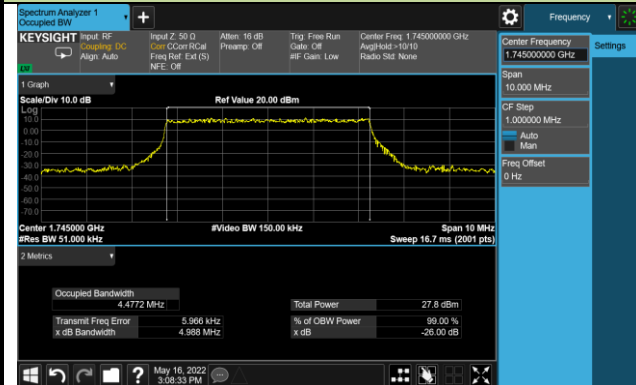 Spectrum Analyzer 1
Occupied BW
Frequency
KEYSIGHT Input: RF
Coupling: DC
Align: Auto
Input Z: 50 Ω
Corr CCorr RCal
Freq Ref: Ext (S)
NFE: Off
Atten: 16 dB
Preamp: Off
Trig: Free Run
Gate: Off
#IF Gain: Low
Center Freq: 1.745000000 GHz
Avg|Hold:>10/10
Radio Std: None
LW
Center Frequency
1.745000000 GHz
Settings
Span
10.000 MHz
CF Step
1.000000 MHz
Auto
Man
Freq Offset
0 Hz
1 Graph
Scale/Div 10.0 dB
Ref Value 20.00 dBm
Log
10.0
0.00
-10.0
-20.0
-30.0
-40.0
-50.0
-60.0
-70.0
Center 1.745000 GHz
#Video BW 150.00 kHz
Span 10 MHz
#Res BW 51.000 kHz
Sweep 16.7 ms (2001 pts)
2 Metrics
Occupied Bandwidth
4.4772 MHz
Total Power 27.8 dBm
Transmit Freq Error 5.966 kHz
% of OBW Power 99.00 %
x dB Bandwidth 4.988 MHz
x dB -26.00 dB
May 16, 2022
3:08:33 PM